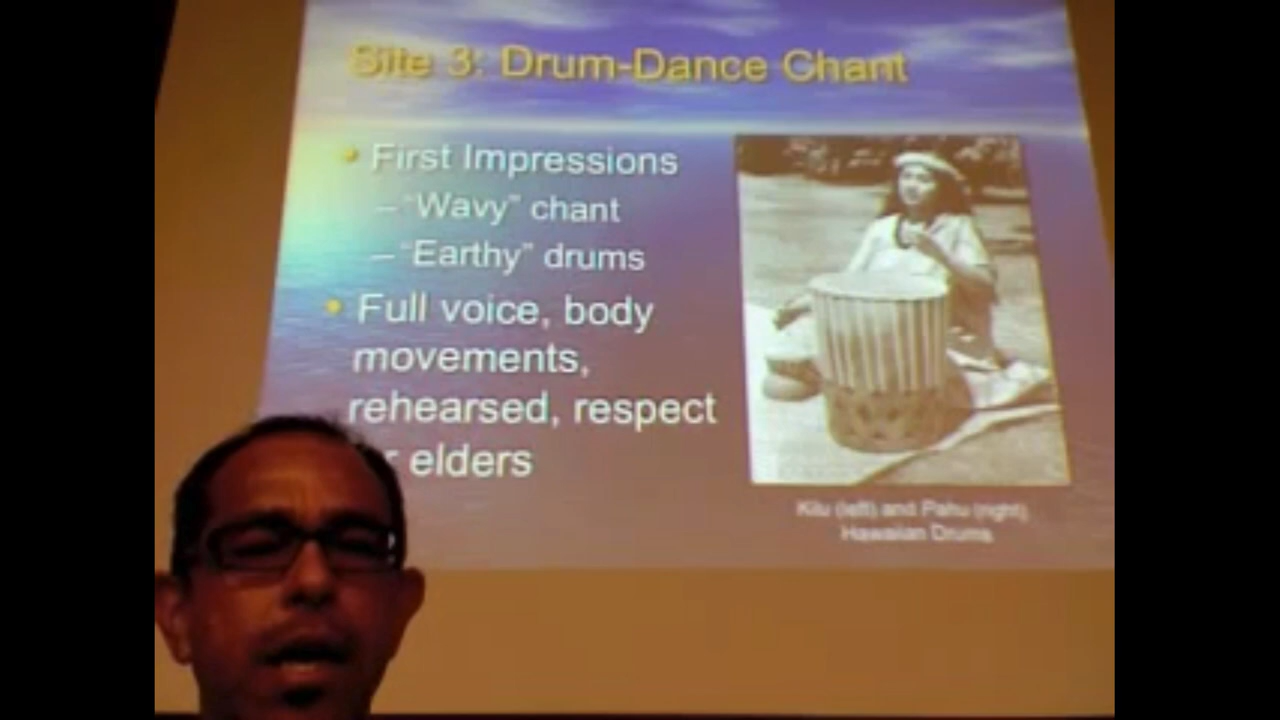 Site 3: Drum-Dance Chant
• First Impressions
– “Wavy” chant
– “Earthy” drums
• Full voice, body
movements,
rehearsed, respect
elders
Kilu (left) and Pahu (right),
Hawaiian Drums